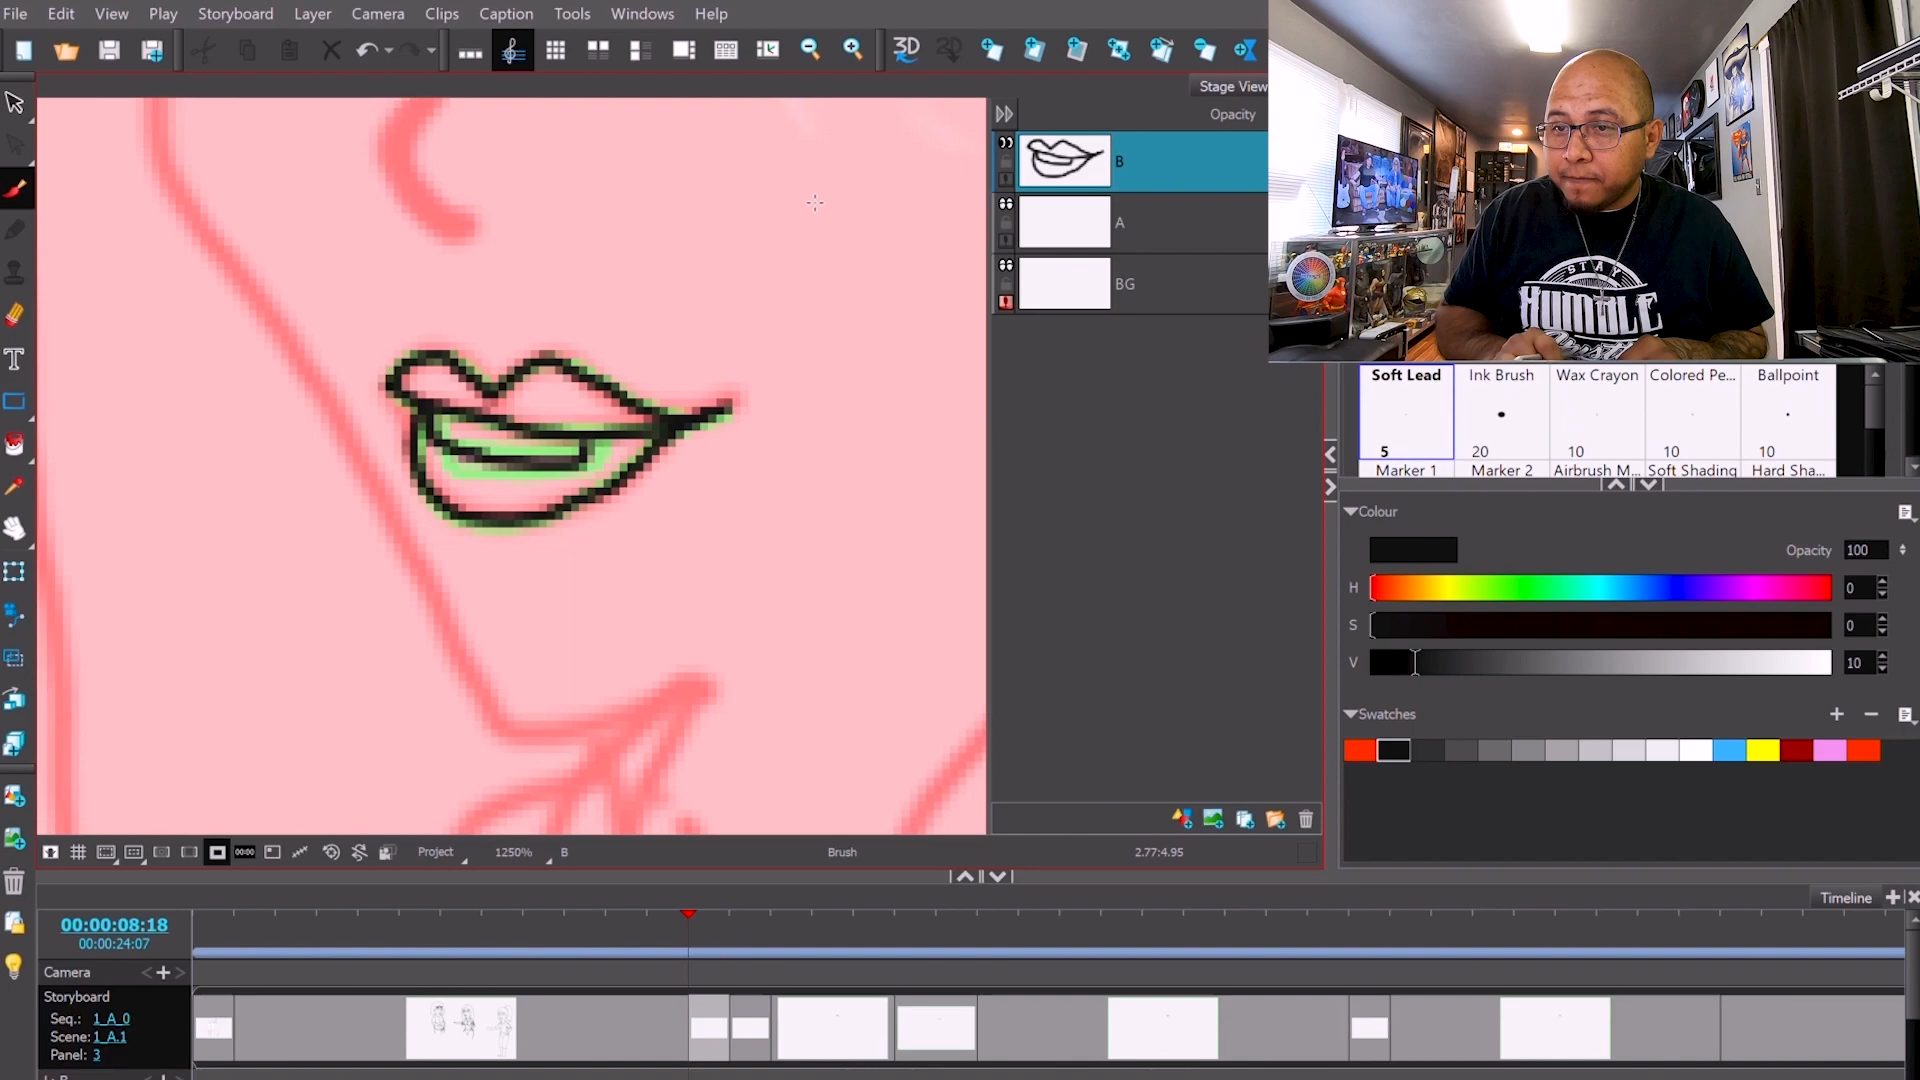 File Edit View Play Storyboard Layer Camera Clips Caption Tools Windows Help
3D
Stage View
Opacity
B
A
BG
STAY
HUMBLE
Soft Lead Ink Brush Wax Crayon Colored Pe... Ballpoint
5 20 10 10 10
Marker 1 Marker 2 Airbrush M... Soft Shading Hard Sha...
Colour
Opacity 100
H 0
S 0
V 10
Swatches
00:00 Project 1250% B Brush 2.77:4.95
Timeline
00:00:08:18
00:00:24:07
Camera
Storyboard
Seq.: 1_A_0
Scene: 1_A.1
Panel: 3